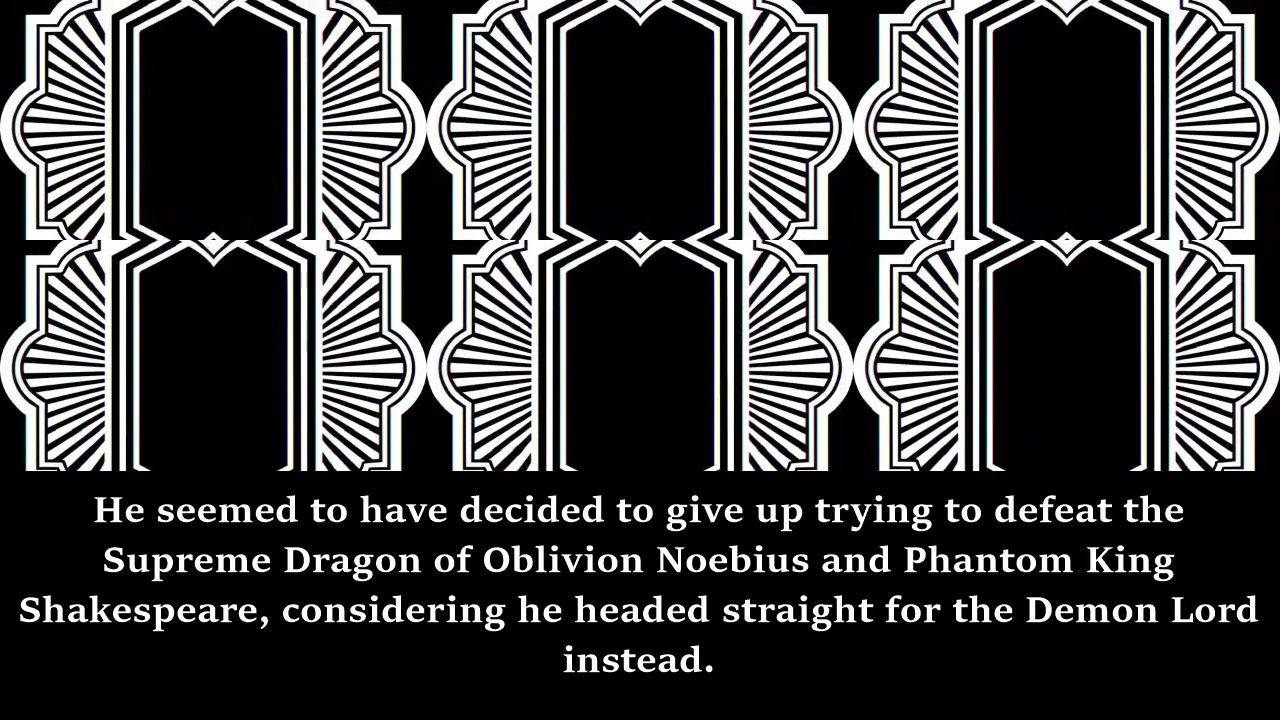 He seemed to have decided to give up trying to defeat the
Supreme Dragon of Oblivion Noebius and Phantom King
Shakespeare, considering he headed straight for the Demon Lord
instead.